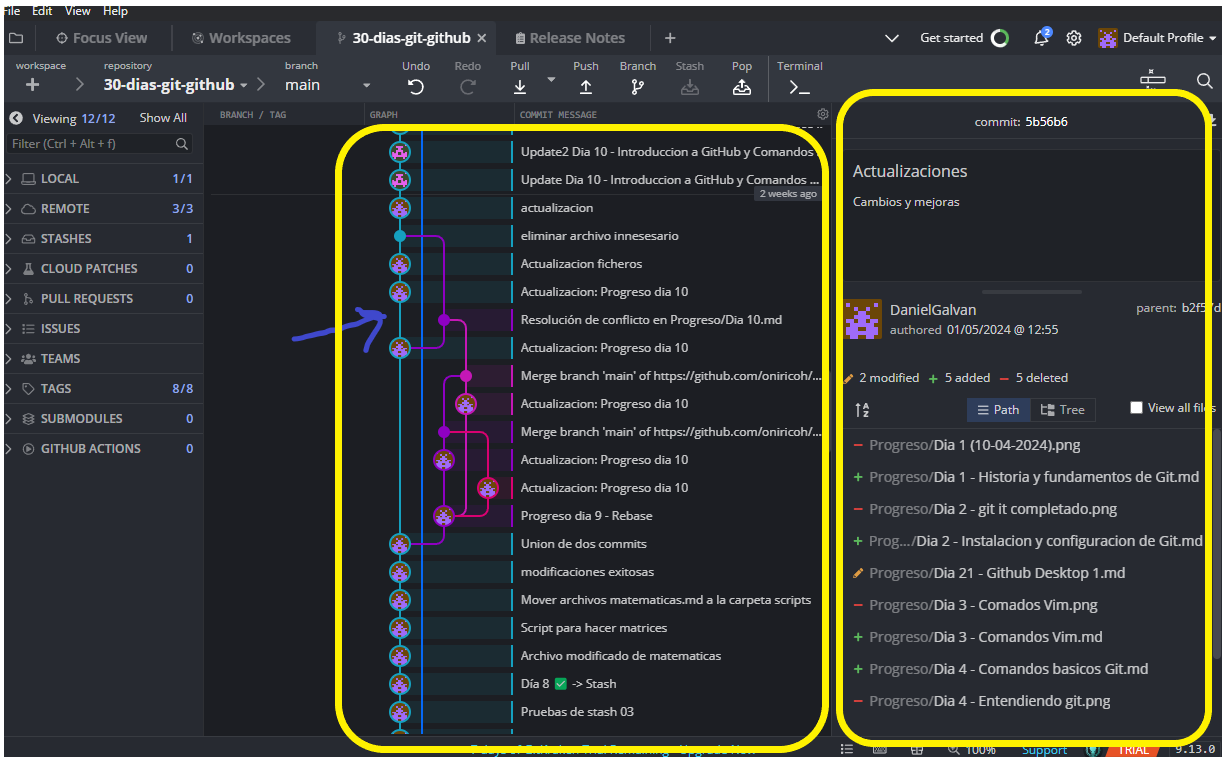 File Edit View Help
Focus View Workspaces 30-dias-git-github Release Notes Get started 2 Default Profile
workspace repository branch Undo Redo Pull Push Branch Stash Pop Terminal
30-dias-git-github main
Viewing 12/12 Show All
Filter (Ctrl + Alt + f)
LOCAL 1/1
REMOTE 3/3
STASHES 1
CLOUD PATCHES 0
PULL REQUESTS 0
ISSUES
TEAMS
TAGS 8/8
SUBMODULES 0
GITHUB ACTIONS 0
BRANCH / TAG GRAPH COMMIT MESSAGE
Update2 Dia 10 - Introduccion a GitHub y Comandos
Update Dia 10 - Introduccion a GitHub y Comandos ...
2 weeks ago
actualizacion
eliminar archivo innesesario
Actualizacion ficheros
Actualizacion: Progreso dia 10
Resolución de conflicto en Progreso/Dia 10.md
Actualizacion: Progreso dia 10
Merge branch 'main' of https://github.com/oniricoh/...
Actualizacion: Progreso dia 10
Merge branch 'main' of https://github.com/oniricoh/...
Actualizacion: Progreso dia 10
Actualizacion: Progreso dia 10
Progreso dia 9 - Rebase
Union de dos commits
modificaciones exitosas
Mover archivos matematicas.md a la carpeta scripts
Script para hacer matrices
Archivo modificado de matematicas
Día 8 ✅ -> Stash
Pruebas de stash 03
commit: 5b56b6
Actualizaciones
Cambios y mejoras
DanielGalvan parent:
authored 01/05/2024 @ 12:55
2 modified + 5 added − 5 deleted
Path Tree View all files
− Progreso/Dia 1 (10-04-2024).png
+ Progreso/Dia 1 - Historia y fundamentos de Git.md
− Progreso/Dia 2 - git it completado.png
+ Prog.../Dia 2 - Instalacion y configuracion de Git.md
Progreso/Dia 21 - Github Desktop 1.md
− Progreso/Dia 3 - Comados Vim.png
+ Progreso/Dia 3 - Comandos Vim.md
+ Progreso/Dia 4 - Comandos basicos Git.md
− Progreso/Dia 4 - Entendiendo git.png
100% Support TRIAL 9.13.0